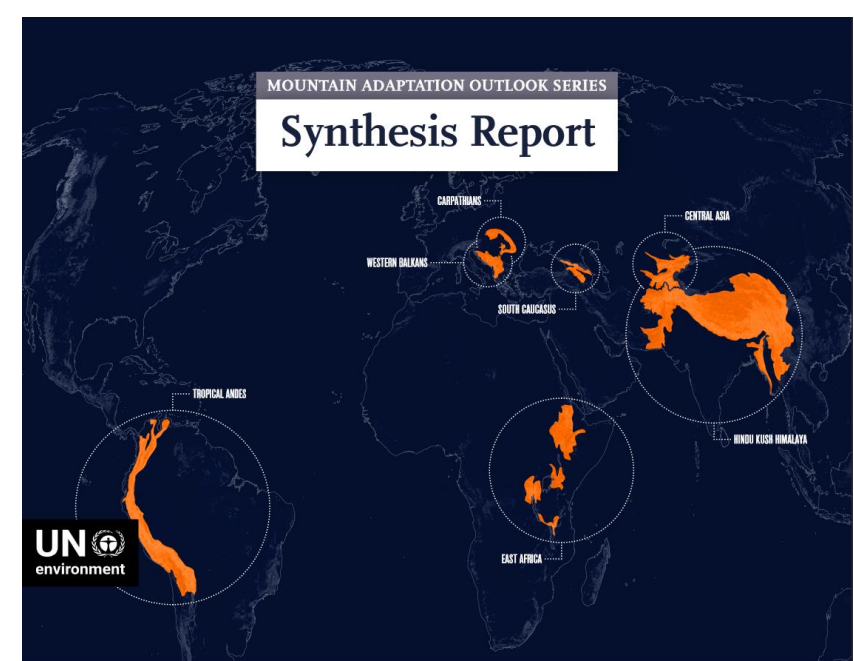 MOUNTAIN ADAPTATION OUTLOOK SERIES
Synthesis Report
CARPATHIANS
CENTRAL ASIA
WESTERN BALKANS
SOUTH CAUCASUS
TROPICAL ANDES
HINDU KUSH HIMALAYA
EAST AFRICA
UN
environment